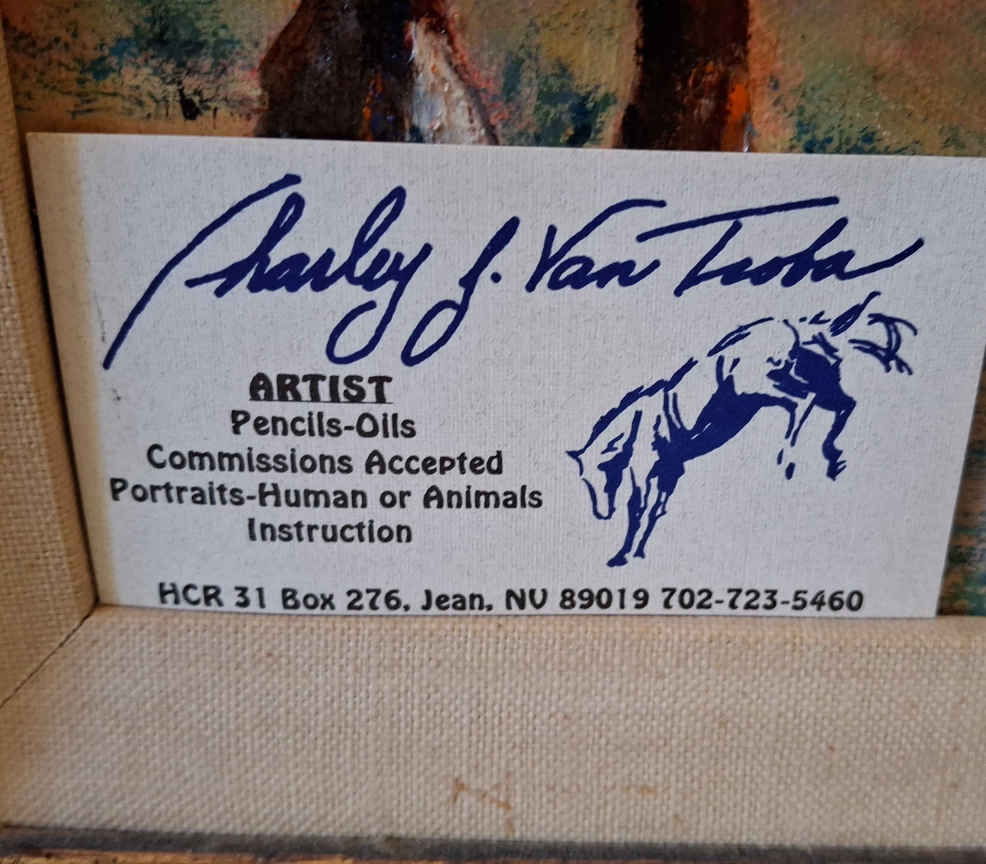 Charley J. Van Troba
ARTIST
Pencils-Oils
Commissions Accepted
Portraits-Human or Animals
Instruction
HCR 31 Box 276, Jean, NV 89019 702-723-5460